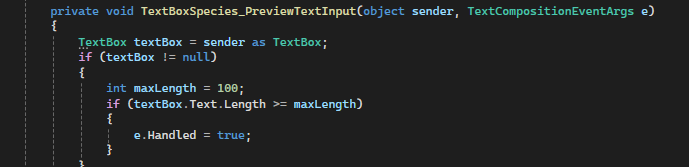 private void TextBoxSpecies_PreviewTextInput(object sender, TextCompositionEventArgs e)
{
TextBox textBox = sender as TextBox;
if (textBox != null)
{
int maxLength = 100;
if (textBox.Text.Length >= maxLength)
{
e.Handled = true;
}
}